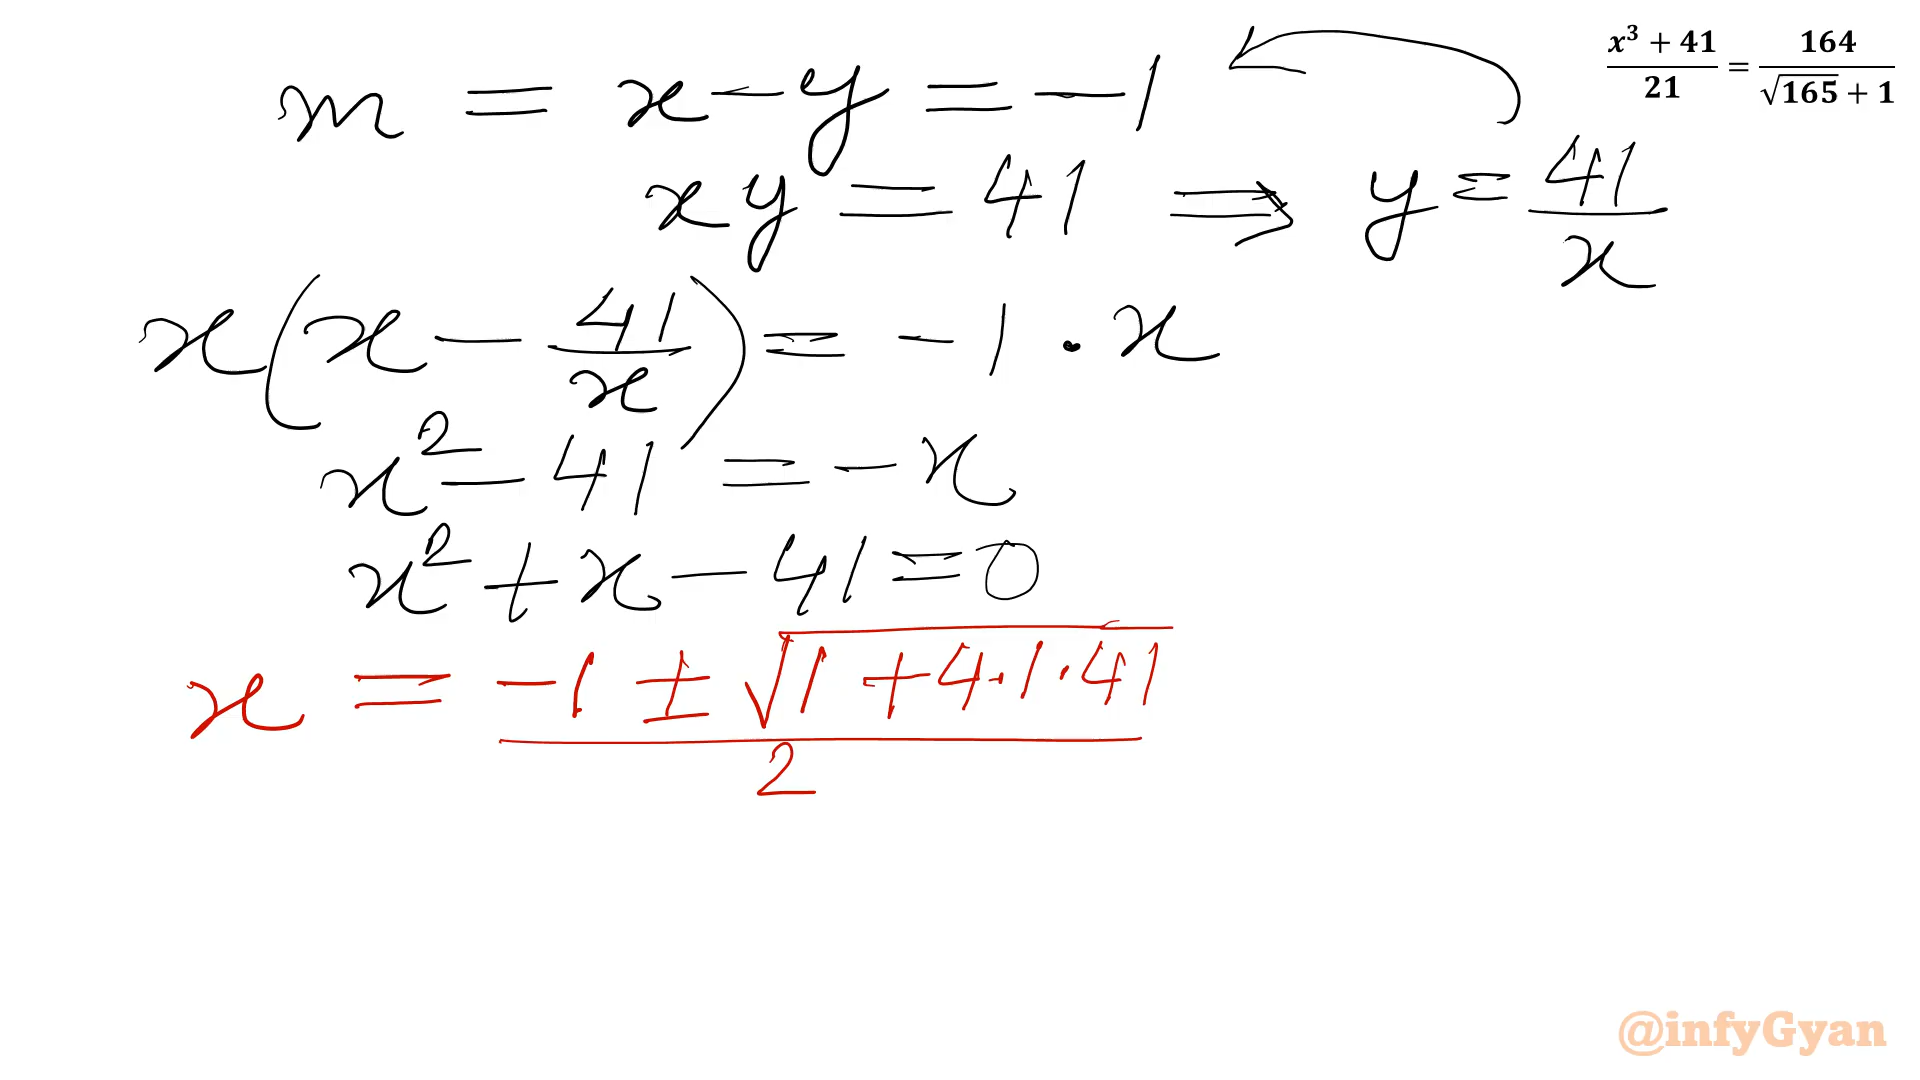 m = x - y = -1
x³ + 41 / 21 = 164 / √165 + 1
xy = 41 ⇒ y = 41/x
x(x - 41/x) = -1 · x
x² - 41 = -x
x² + x - 41 = 0
x = -1 ± √1 + 4·1·41 / 2
@infyGyan